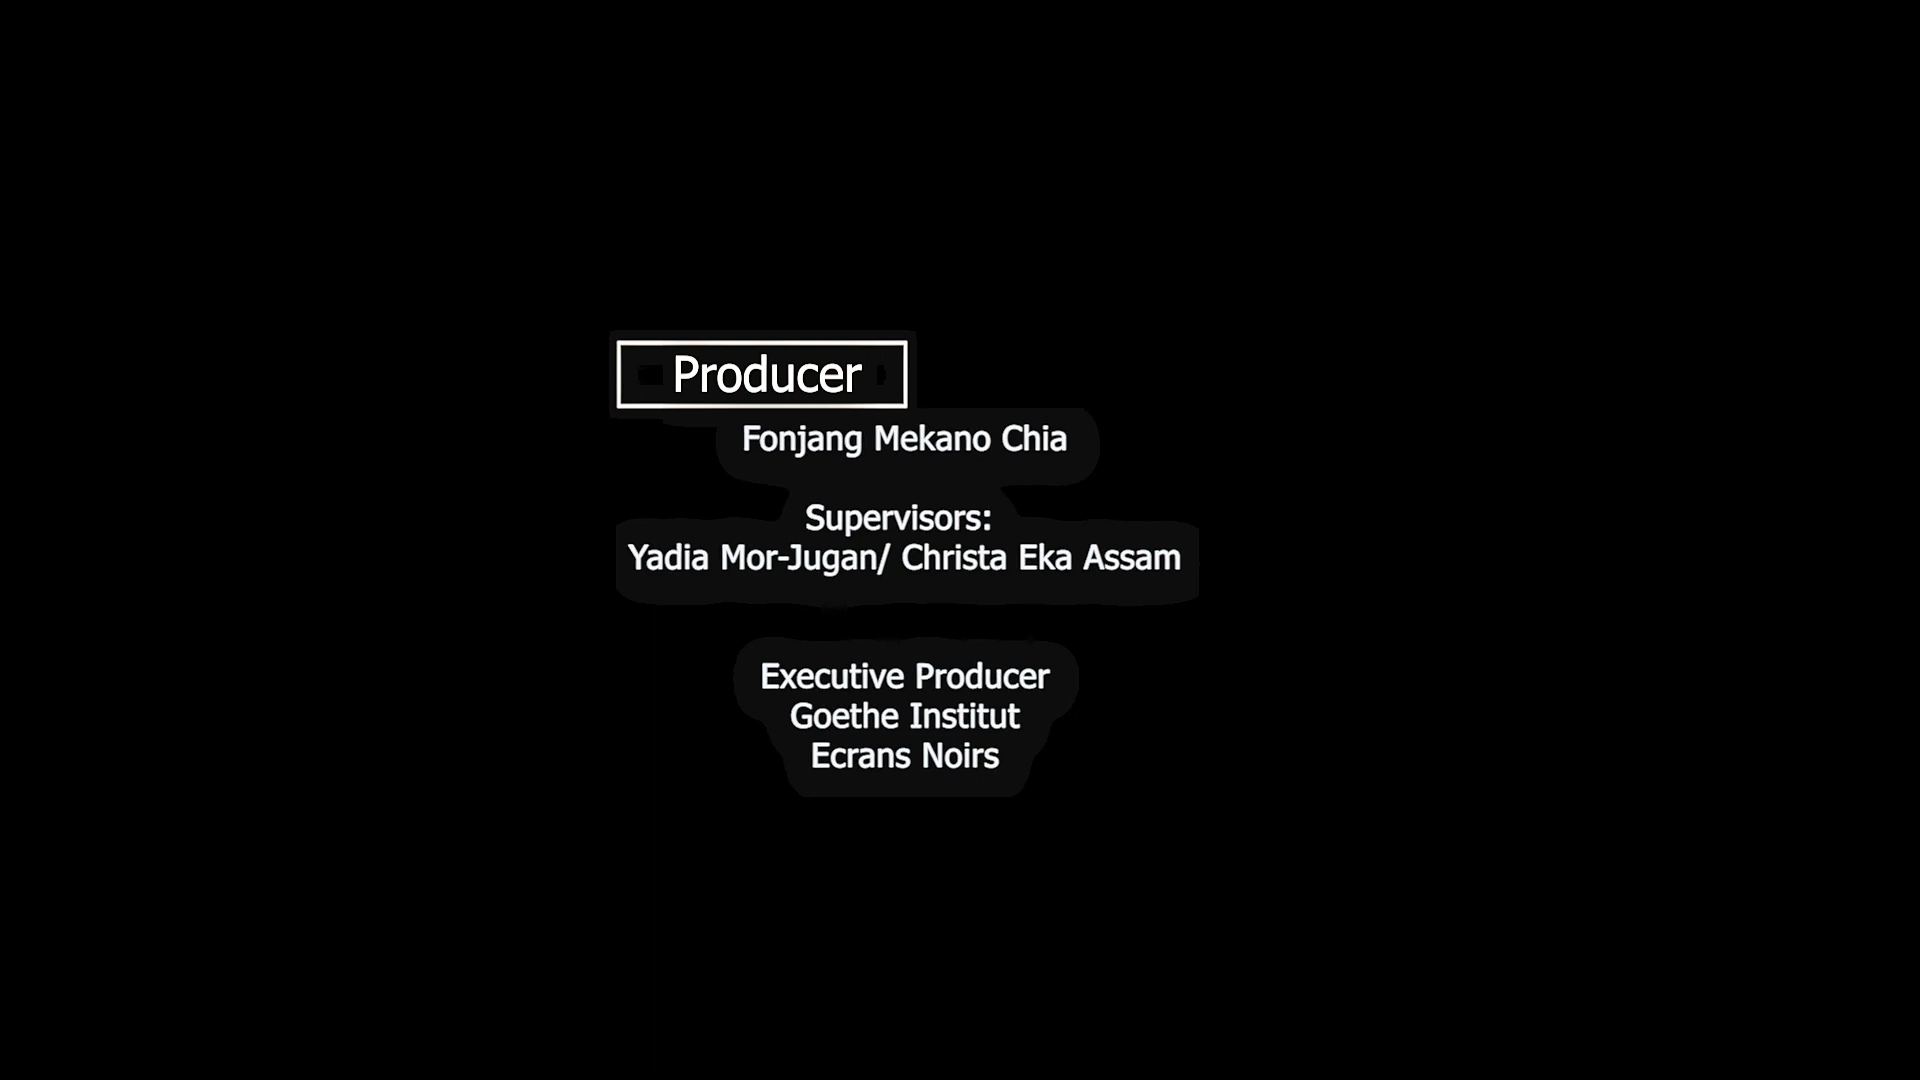 Producer
Fonjang Mekano Chia
Supervisors:
Yadia Mor-Jugan/ Christa Eka Assam
Executive Producer
Goethe Institut
Ecrans Noirs